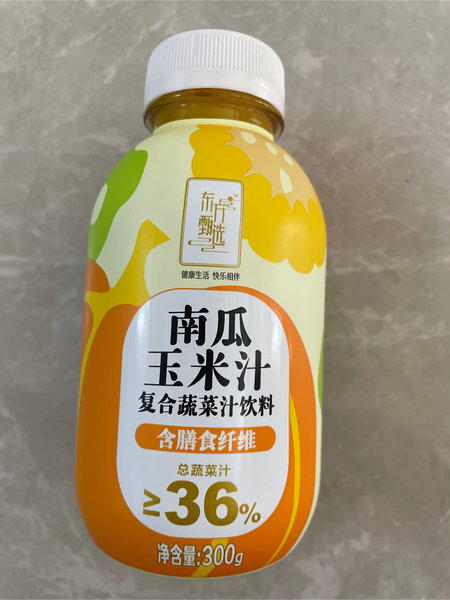 东方
甄选
健康生活 快乐相伴
南瓜
玉米汁
复合蔬菜汁饮料
含膳食纤维
总蔬菜汁
≥36%
净含量:300g